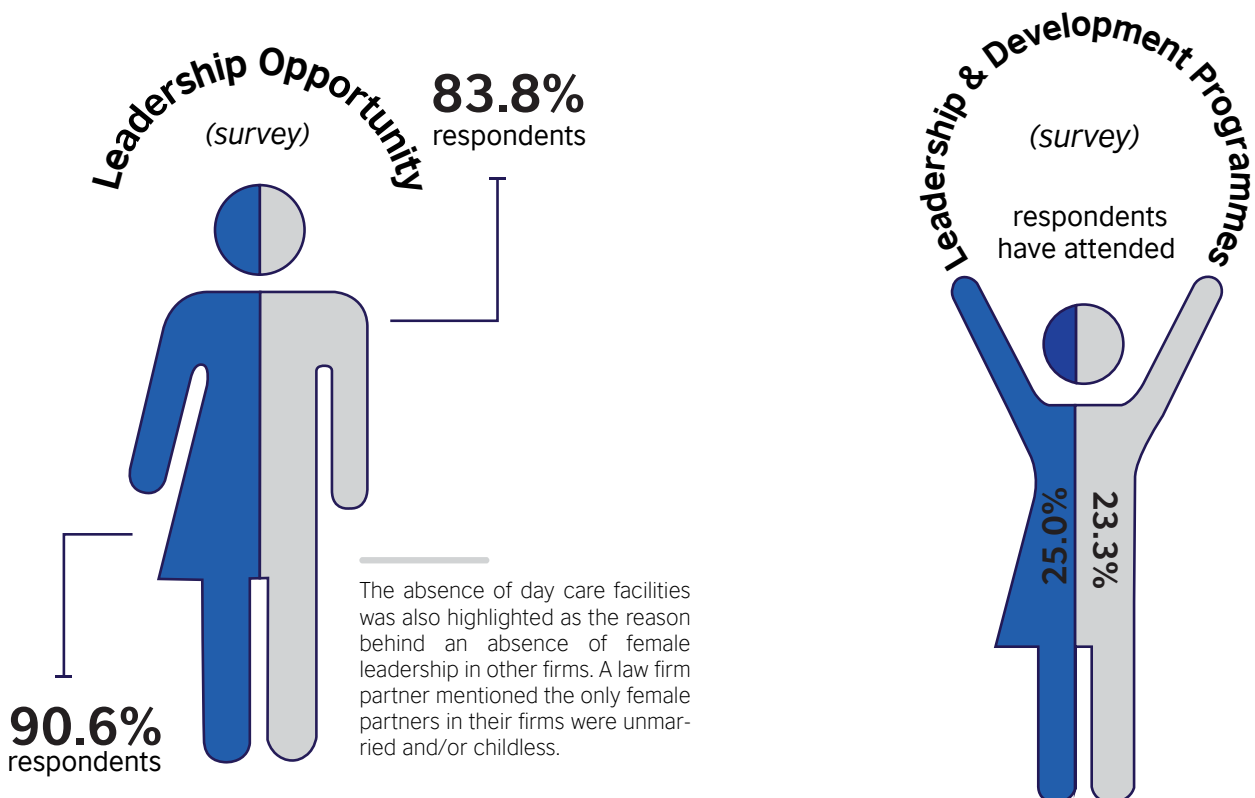 Leadership Opportunity
(survey)
83.8%
respondents
90.6%
respondents
The absence of day care facilities
was also highlighted as the reason
behind an absence of female
leadership in other firms. A law firm
partner mentioned the only female
partners in their firms were unmar-
ried and/or childless.
Leadership & Development Programmes
(survey)
respondents
have attended
25.0%
23.3%